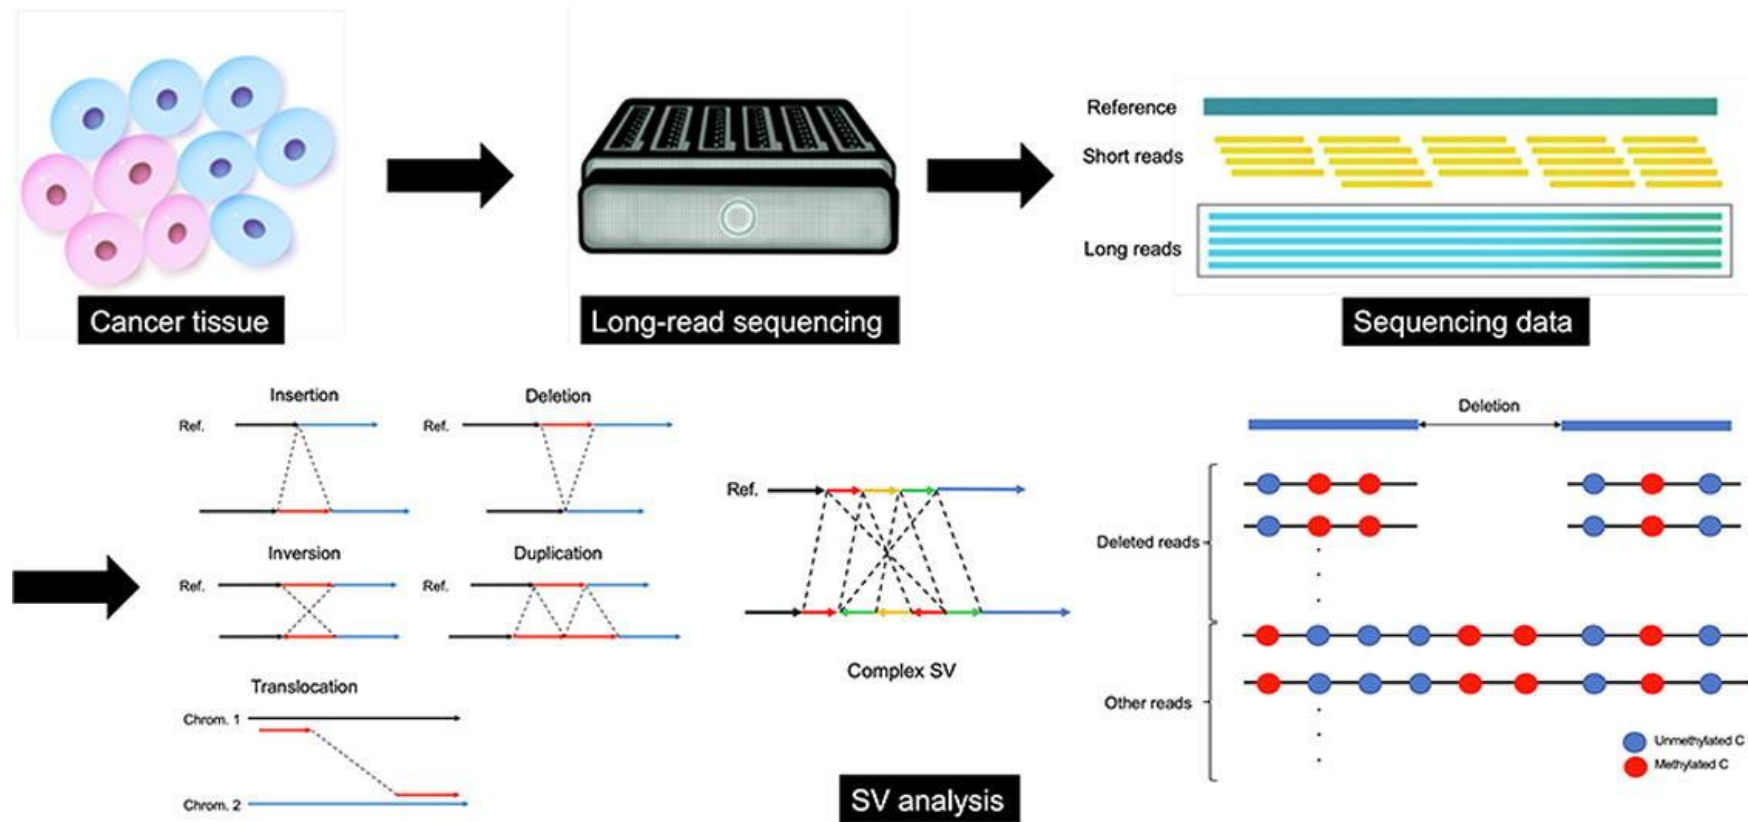 Reference
Short reads
Long reads
Cancer tissue
Long-read sequencing
Sequencing data
Insertion
Deletion
Ref.
Ref.
Inversion
Duplication
Ref.
Ref.
Translocation
Chrom. 1
Chrom. 2
Ref.
Complex SV
SV analysis
Deletion
Deleted reads
Other reads
Unmethylated C
Methylated C